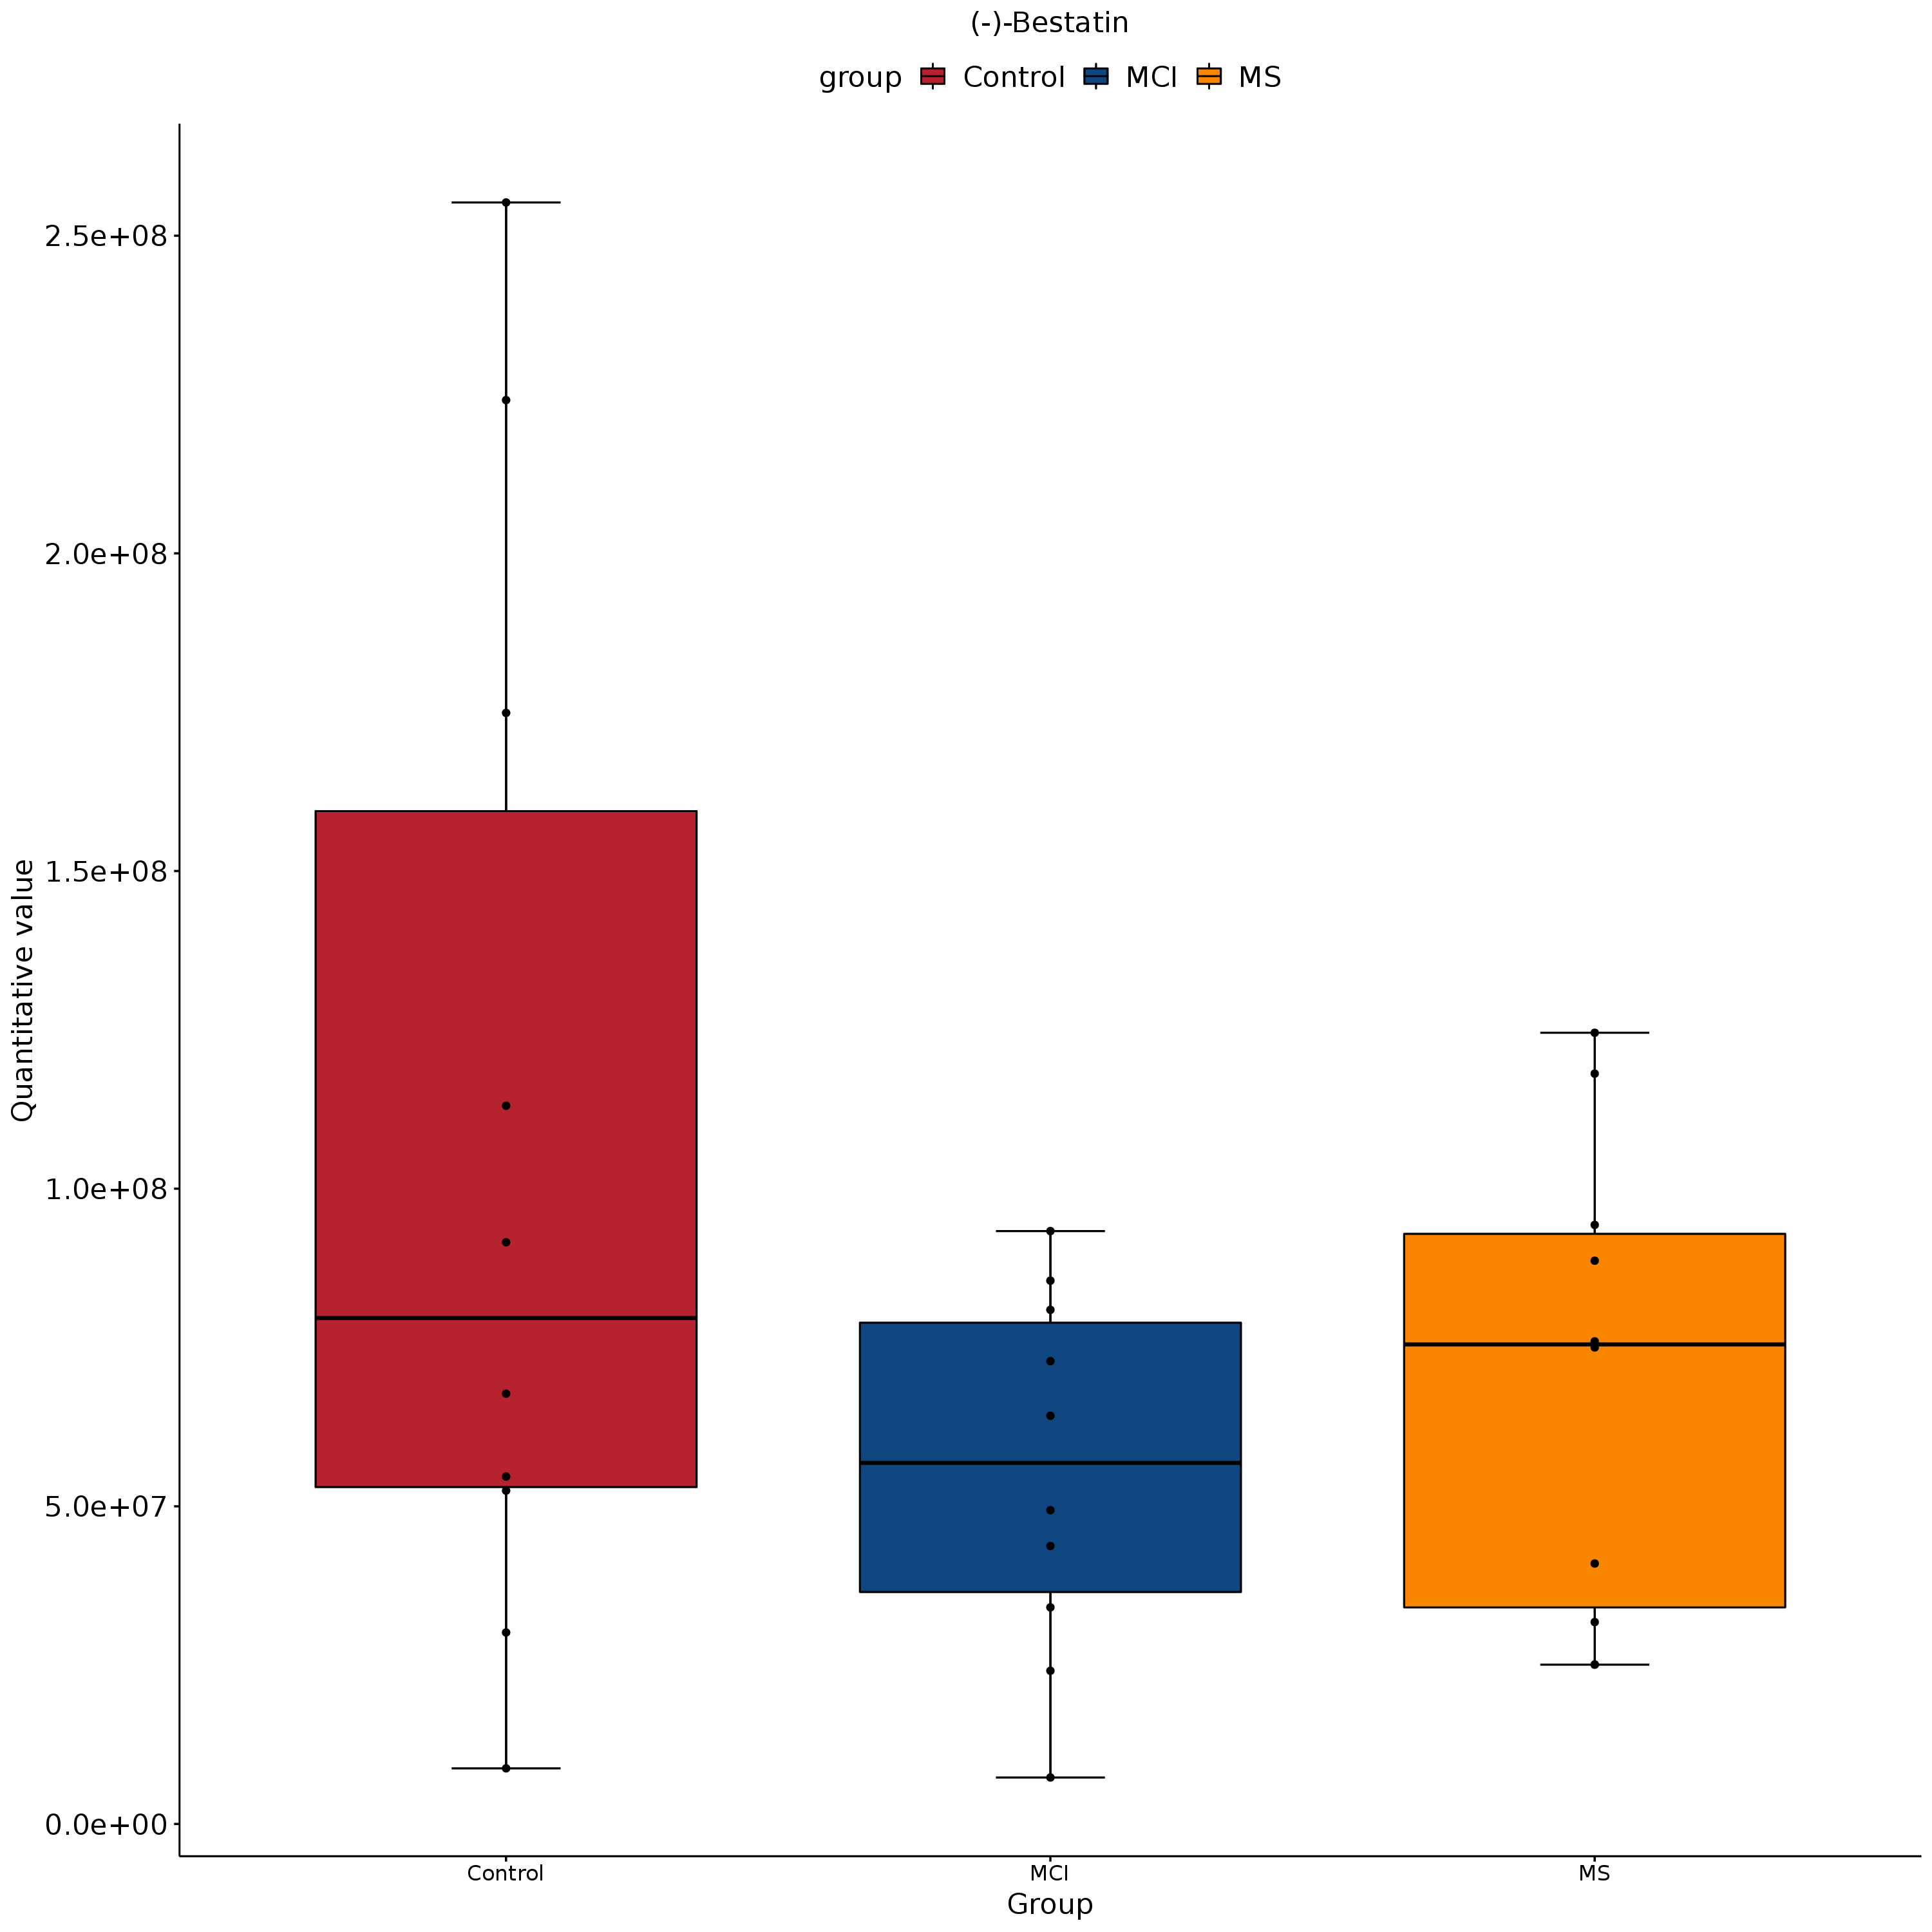 (-)-Bestatin
group Control MCI MS
2.5e+08
2.0e+08
1.5e+08
1.0e+08
5.0e+07
0.0e+00
Quantitative value
Control MCI MS
Group